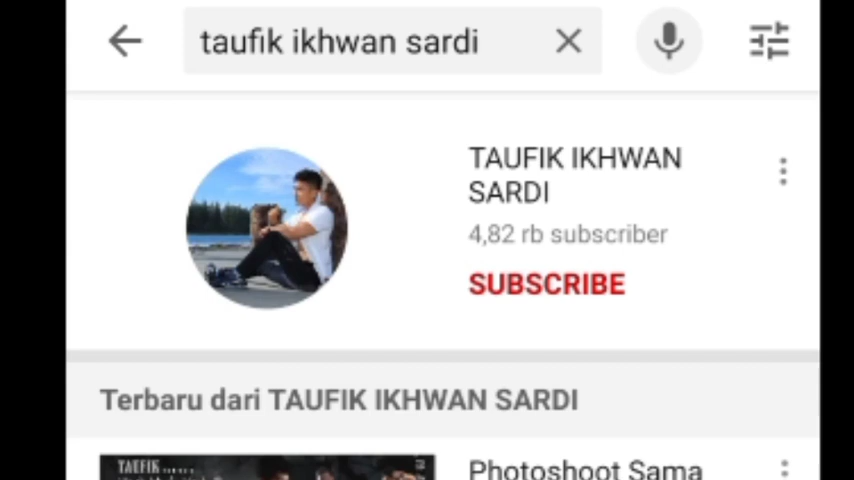 taufik ikhwan sardi
TAUFIK IKHWAN
SARDI
4,82 rb subscriber
SUBSCRIBE
Terbaru dari TAUFIK IKHWAN SARDI
TAUFIK......
Photoshoot Sama